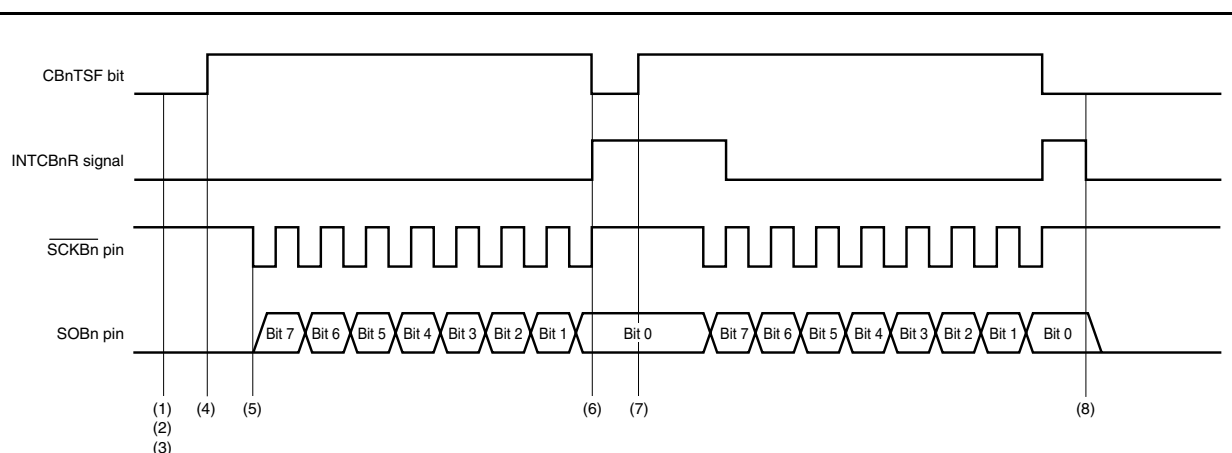 CBnTSF bit
INTCBnR signal
SCKBn pin
SOBn pin
Bit 7 Bit 6 Bit 5 Bit 4 Bit 3 Bit 2 Bit 1 Bit 0 Bit 7 Bit 6 Bit 5 Bit 4 Bit 3 Bit 2 Bit 1 Bit 0
(1) (4) (5) (6) (7) (8)
(2)
(3)